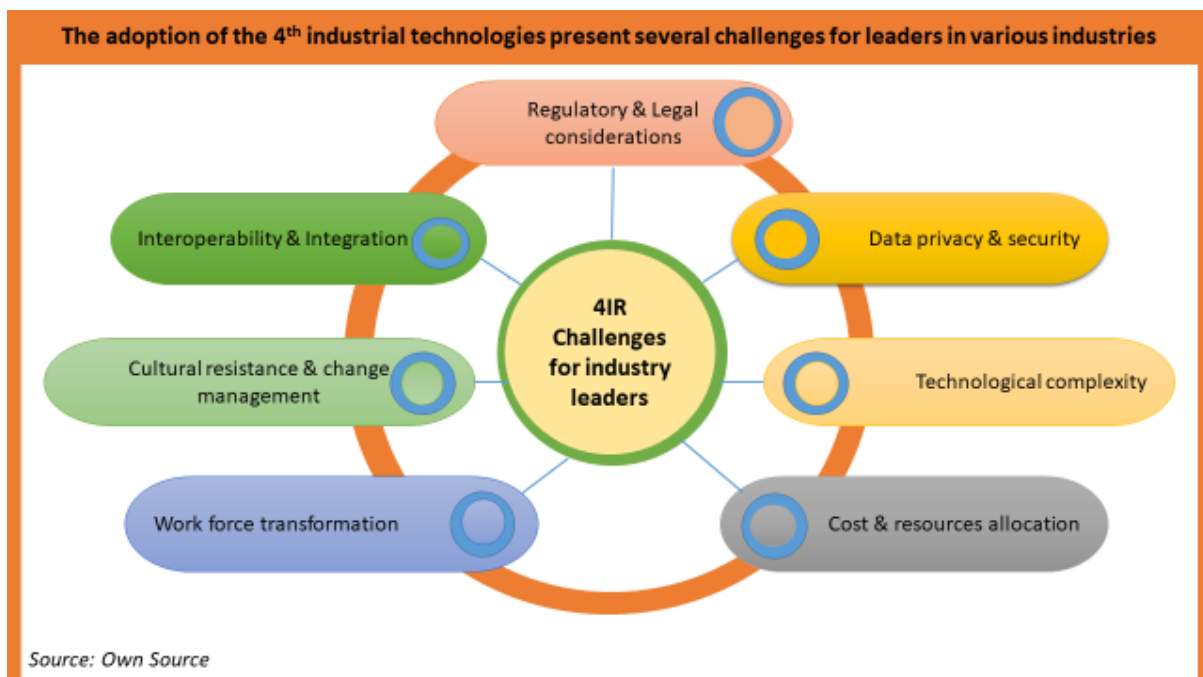 The adoption of the 4th industrial technologies present several challenges for leaders in various industries
Regulatory & Legal
considerations
Interoperability & Integration
Data privacy & security
4IR
Challenges
for industry
leaders
Cultural resistance & change
management
Technological complexity
Work force transformation
Cost & resources allocation
Source: Own Source